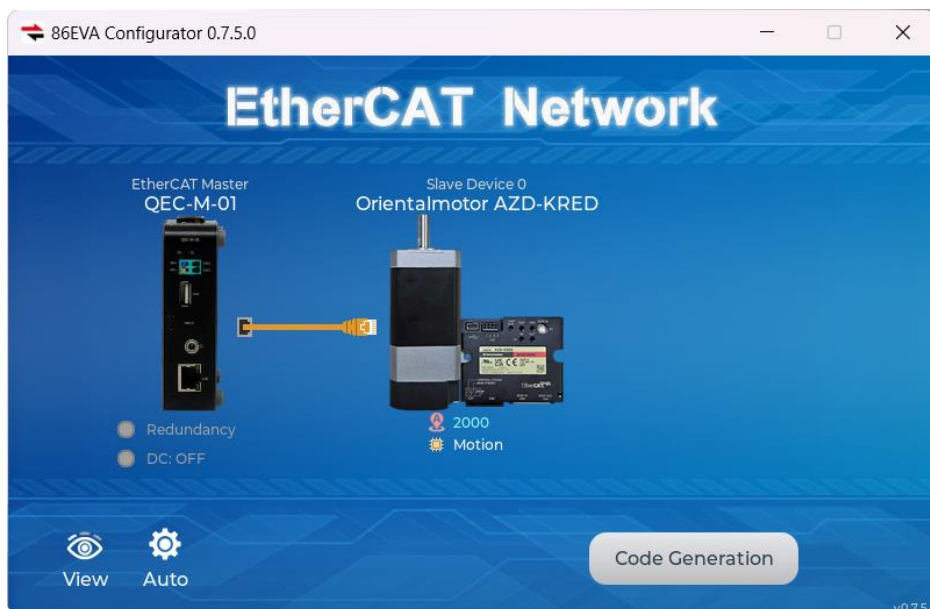 86EVA Configurator 0.7.5.0
EtherCAT Network
EtherCAT Master
QEC-M-01
Slave Device 0
Orientalmotor AZD-KRED
2000
Motion
Redundancy
DC: OFF
View
Auto
Code Generation